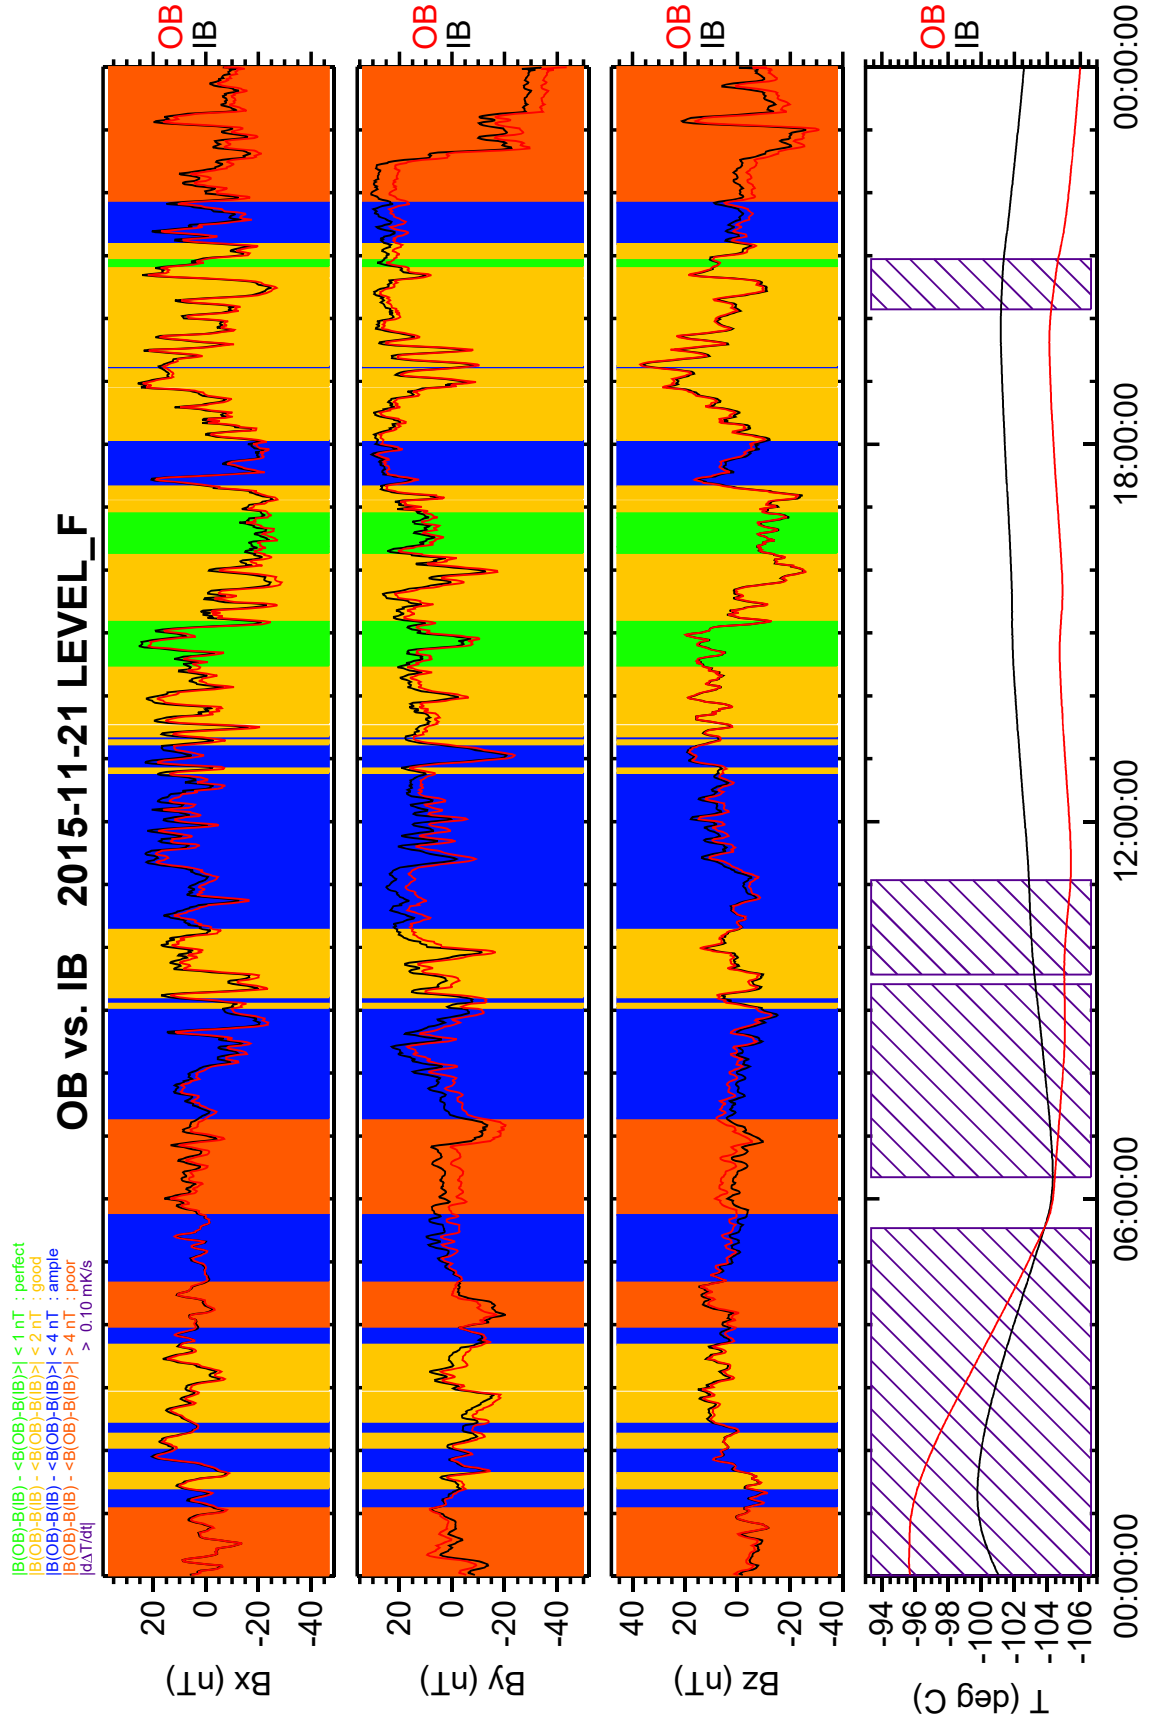 |B(OB)-B(IB) - <B(OB)-B(IB)>| < 1 nT : perfect
|B(OB)-B(IB) - <B(OB)-B(IB)>| < 2 nT : good
|B(OB)-B(IB) - <B(OB)-B(IB)>| < 4 nT : ample
|B(OB)-B(IB) - <B(OB)-B(IB)>| > 4 nT : poor
|dΔT/dt| > 0.10 mK/s
OB vs. IB 2015-11-21 LEVEL_F
Bx (nT)
20
0
-20
-40
OB
IB
By (nT)
20
0
-20
-40
OB
IB
Bz (nT)
40
20
0
-20
-40
OB
IB
T (deg C)
-94
-96
-98
-100
-102
-104
-106
OB
IB
00:00:00
06:00:00
12:00:00
18:00:00
00:00:00